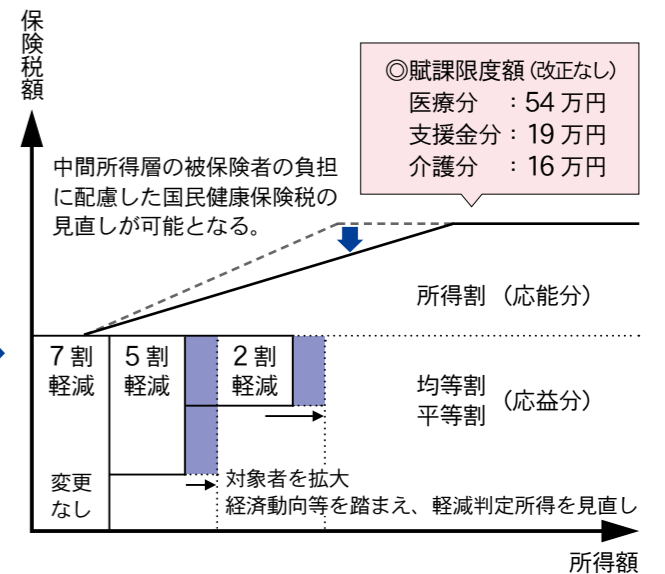 保険税額
◎賦課限度額（改正なし）
医療分　：54 万円
支援金分：19 万円
介護分　：16 万円
中間所得層の被保険者の負担
に配慮した国民健康保険税の
見直しが可能となる。
所得割（応能分）
7 割
軽減
5 割
軽減
2 割
軽減
均等割
平等割
（応益分）
変更
なし
対象者を拡大
経済動向等を踏まえ、軽減判定所得を見直し
所得額